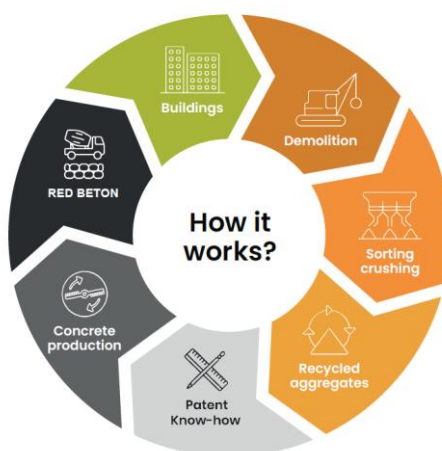 How it
works?
Buildings
Demolition
Sorting
crushing
Recycled
aggregates
Patent
Know-how
Concrete
production
RED BETON